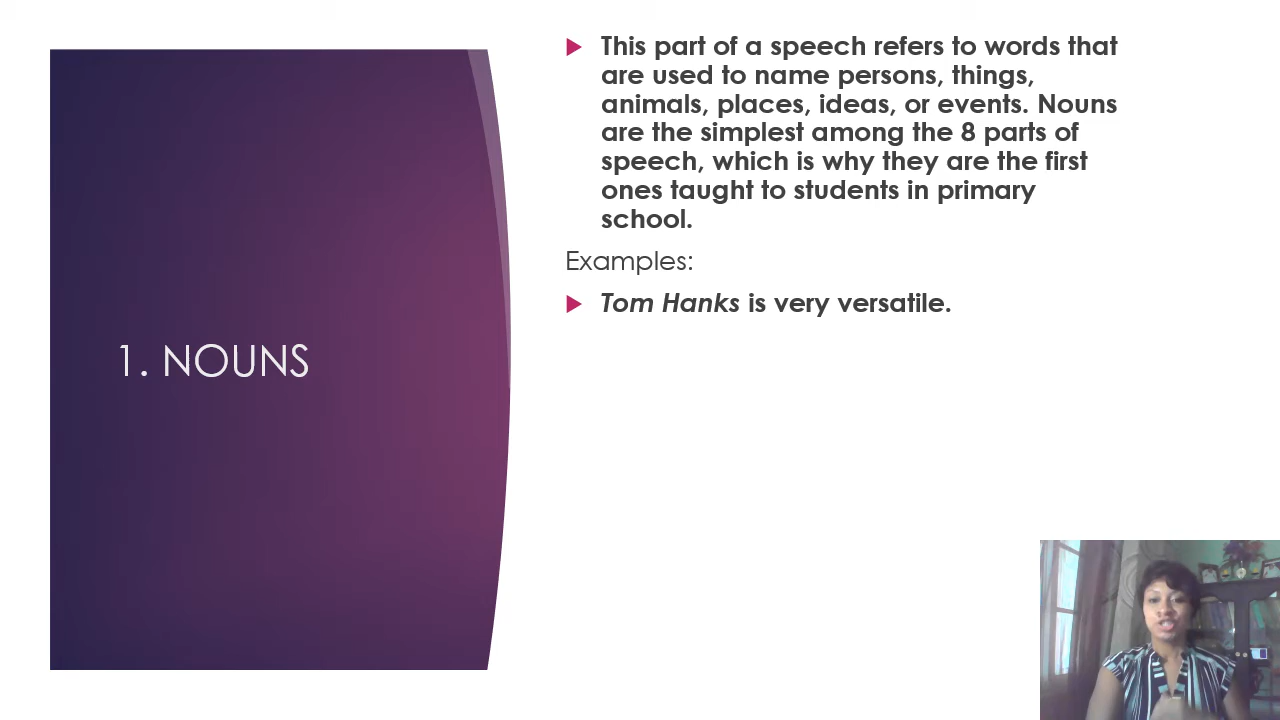 1. NOUNS
This part of a speech refers to words that
are used to name persons, things,
animals, places, ideas, or events. Nouns
are the simplest among the 8 parts of
speech, which is why they are the first
ones taught to students in primary
school.
Examples:
Tom Hanks is very versatile.